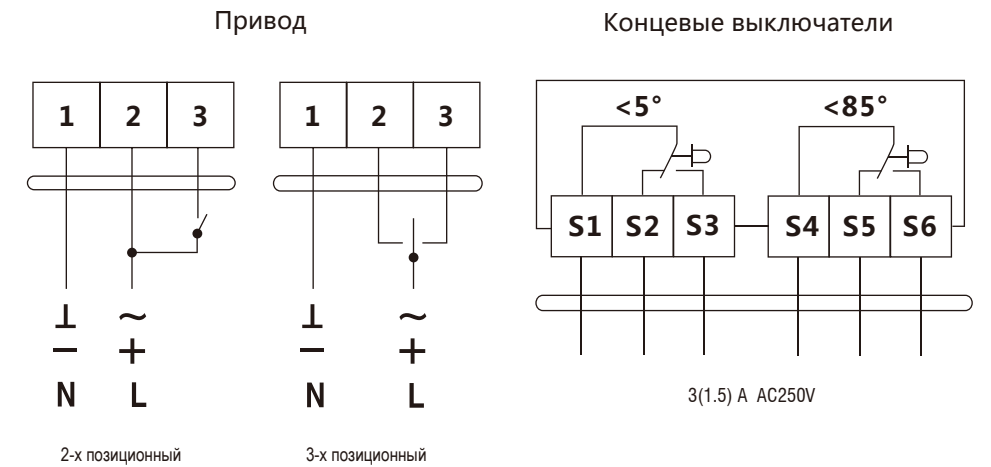 Привод
Концевые выключатели
1 2 3
1 2 3
<5° <85°
S1 S2 S3 S4 S5 S6
⊥ ~
⊥ ~
− +
− +
N L
N L
3(1.5) A AC250V
2-х позиционный
3-х позиционный